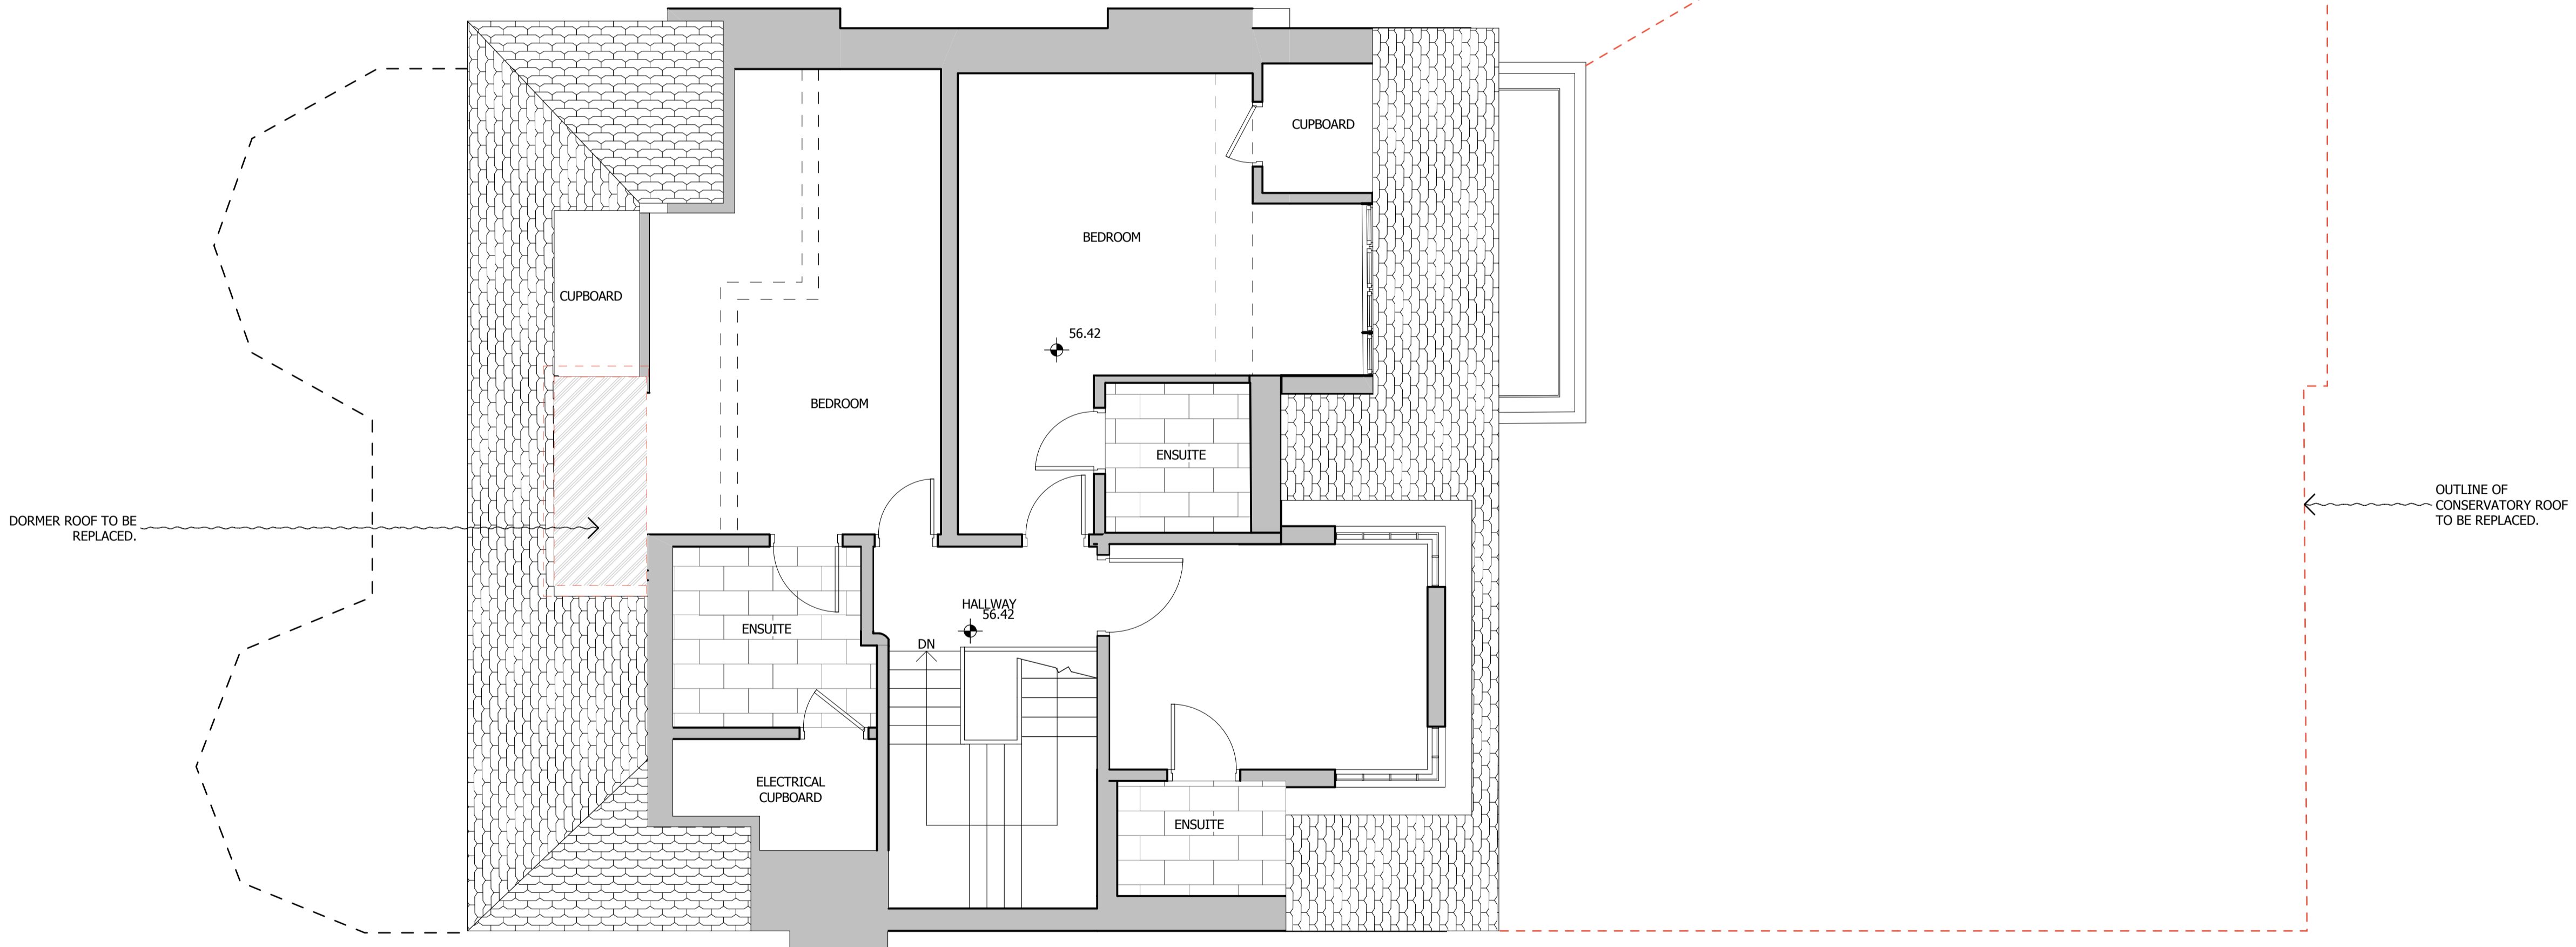 CUPBOARD
BEDROOM
CUPBOARD
56.42
BEDROOM
ENSUITE
DORMER ROOF TO BE
REPLACED.
OUTLINE OF
CONSERVATORY ROOF
TO BE REPLACED.
HALLWAY
56.42
ENSUITE
DN
ELECTRICAL
CUPBOARD
ENSUITE